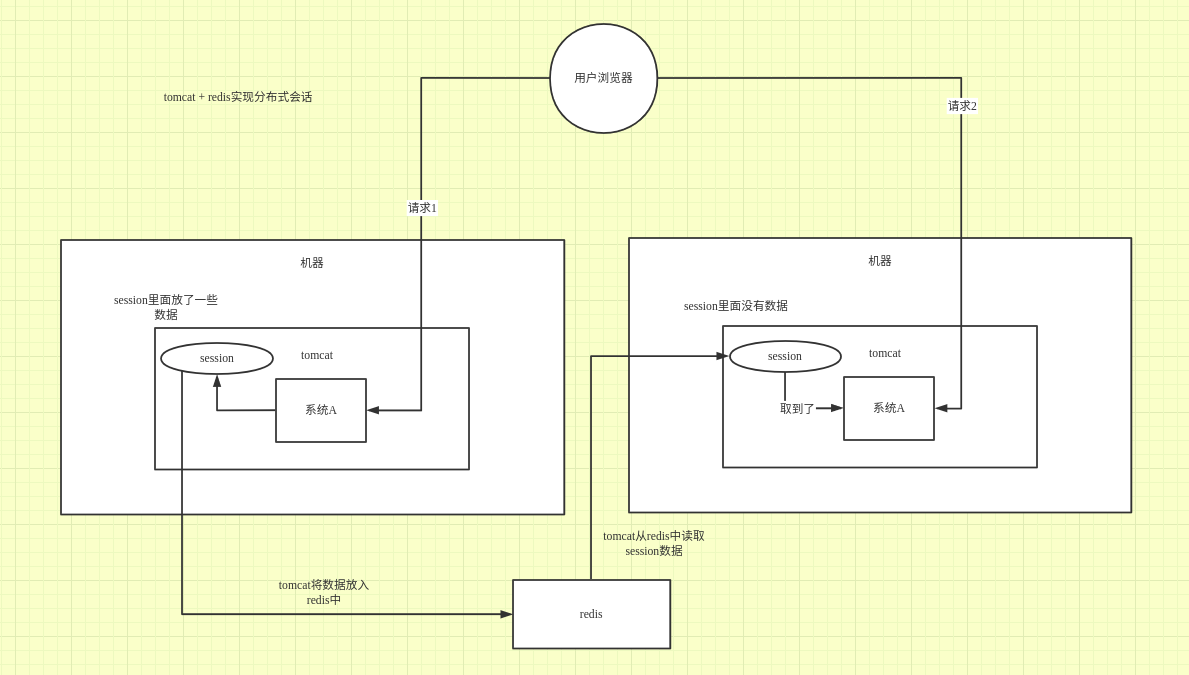 用户浏览器
tomcat + redis实现分布式会话
请求2
请求1
机器
session里面放了一些
数据
session
tomcat
系统A
机器
session里面没有数据
session
tomcat
取到了
系统A
tomcat从redis中读取
session数据
tomcat将数据放入
redis中
redis